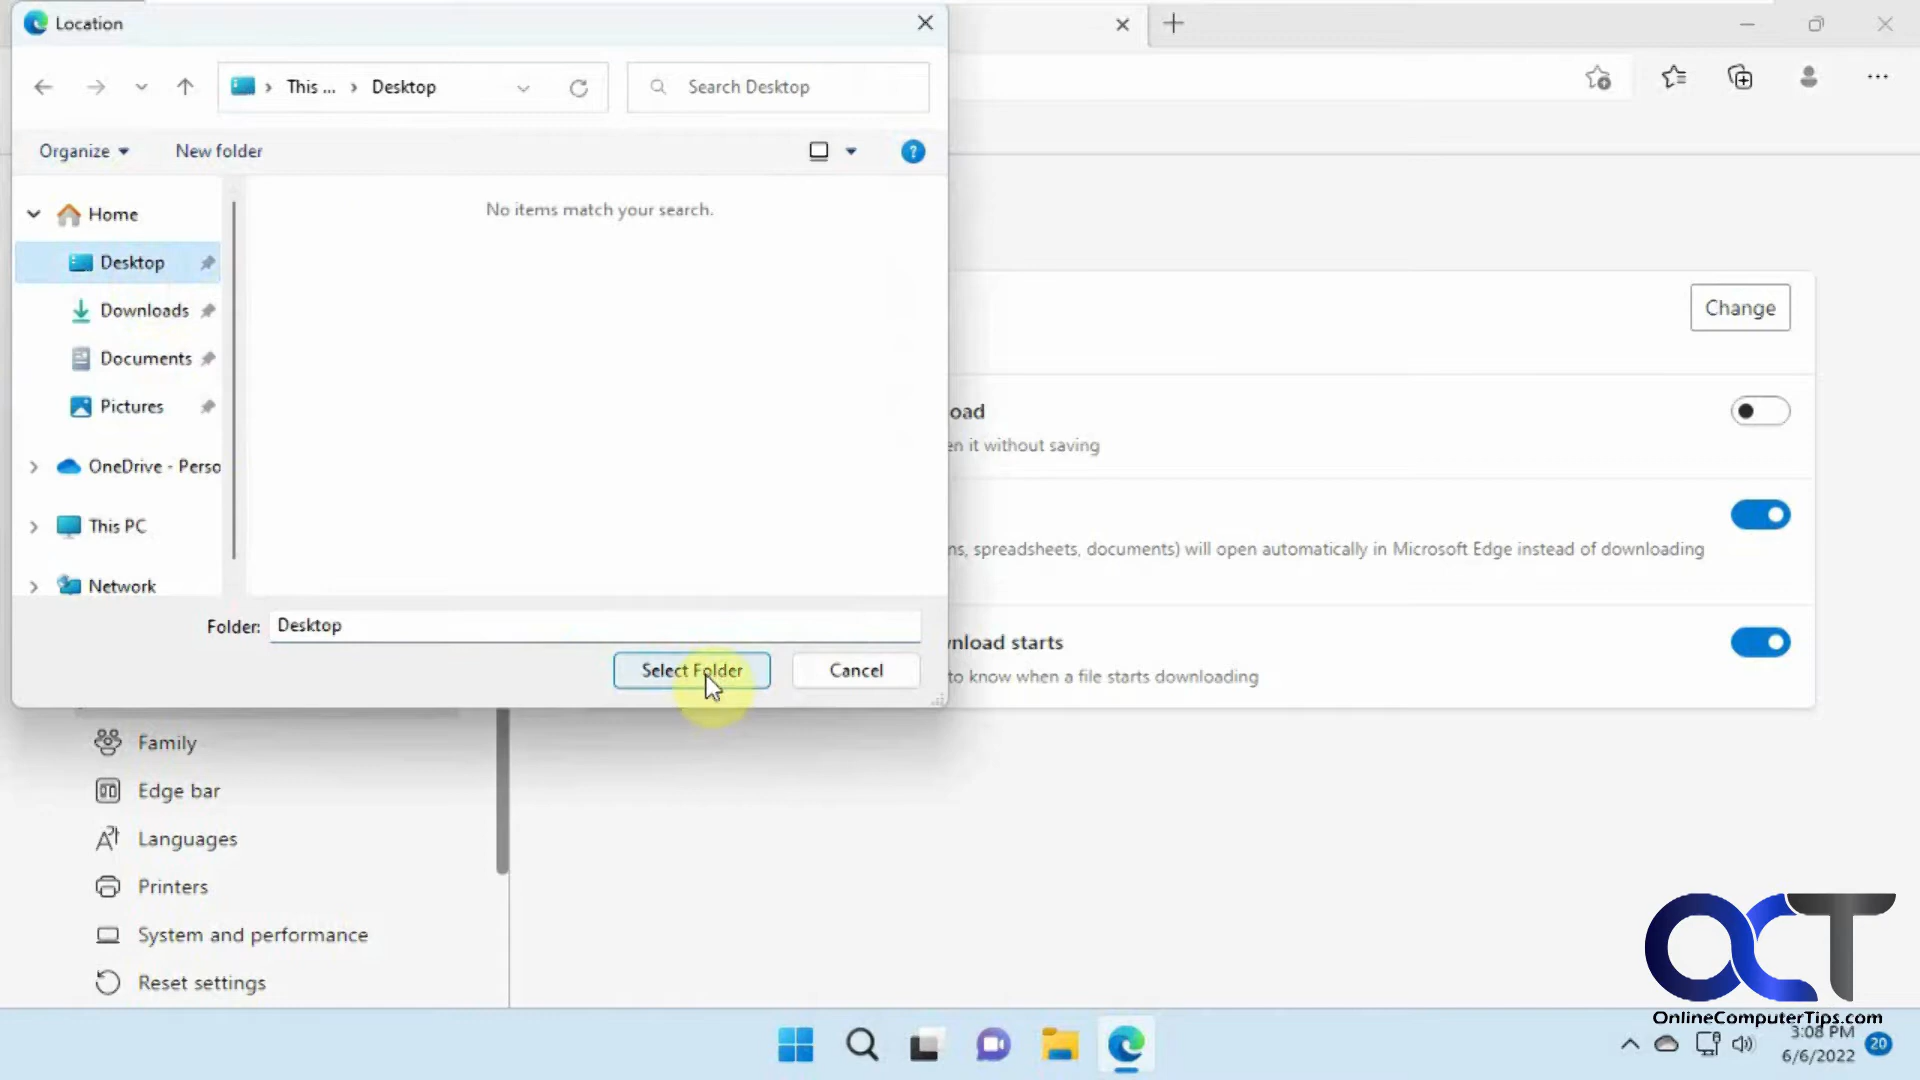 Location
This ... > Desktop
Search Desktop
Organize
New folder
?
No items match your search.
Home
Desktop
Downloads
Documents
Pictures
OneDrive - Perso
This PC
Network
Folder: Desktop
Select Folder
Cancel
Change
oad
en it without saving
ns, spreadsheets, documents) will open automatically in Microsoft Edge instead of downloading
nload starts
to know when a file starts downloading
Family
Edge bar
Languages
Printers
System and performance
Reset settings
OCT
OnlineComputerTips.com
3:08 PM
6/6/2022
20